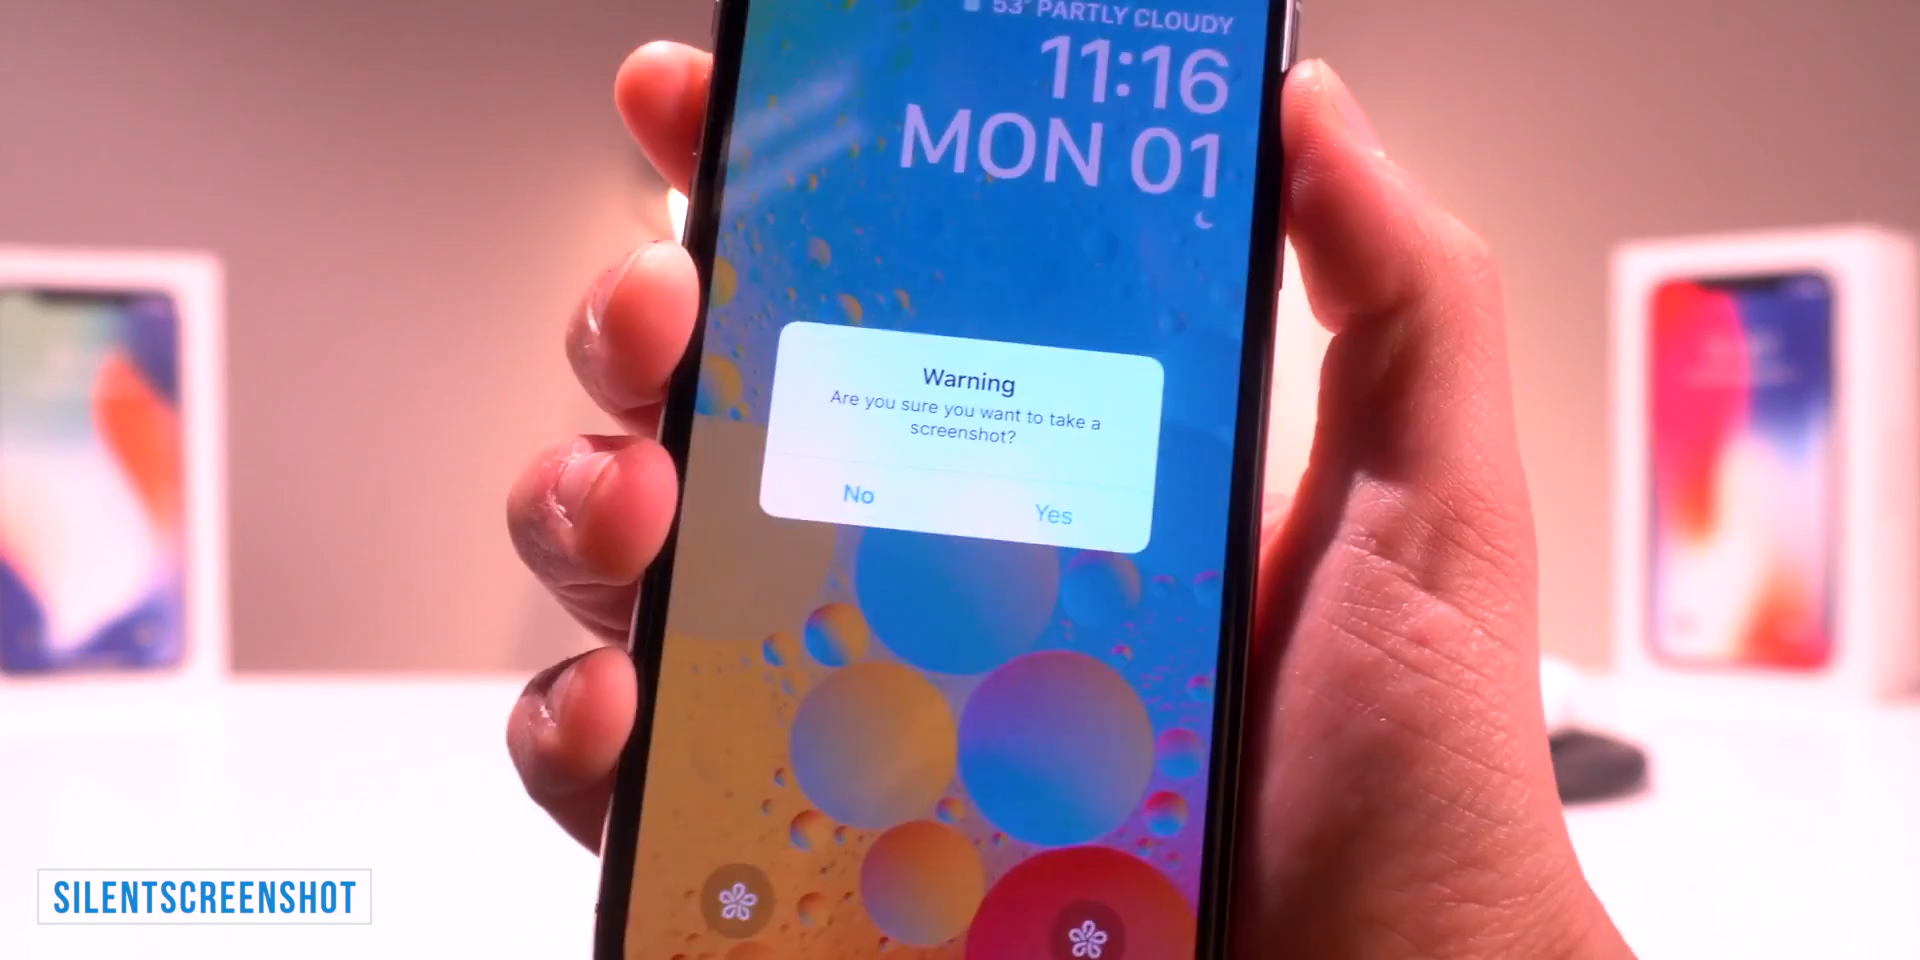 53° PARTLY CLOUDY
11:16
MON 01
Warning
Are you sure you want to take a
screenshot?
No
Yes
SILENTSCREENSHOT